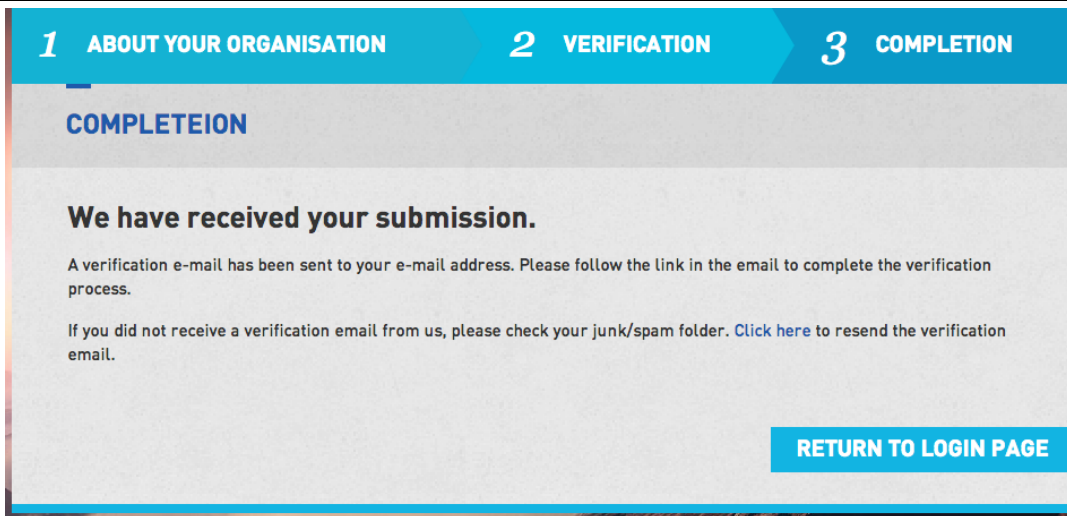 1 ABOUT YOUR ORGANISATION 2 VERIFICATION 3 COMPLETION
COMPLETEION
We have received your submission.
A verification e-mail has been sent to your e-mail address. Please follow the link in the email to complete the verification
process.
If you did not receive a verification email from us, please check your junk/spam folder. Click here to resend the verification
email.
RETURN TO LOGIN PAGE